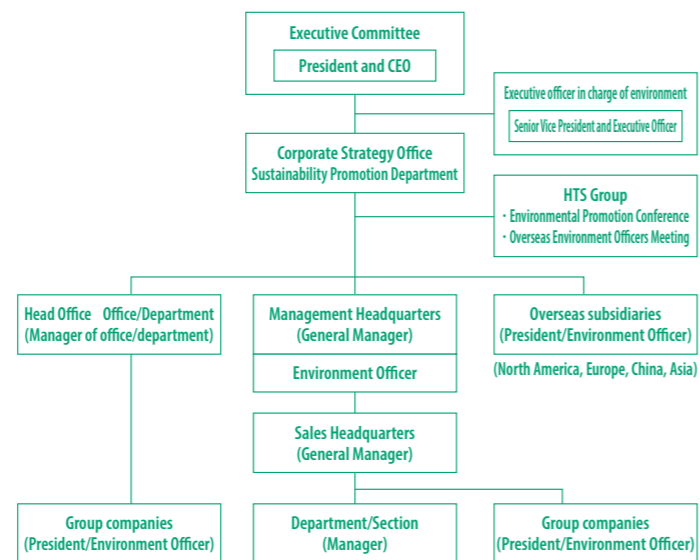 Executive Committee
President and CEO
Executive officer in charge of environment
Senior Vice President and Executive Officer
Corporate Strategy Office
Sustainability Promotion Department
HTS Group
・Environmental Promotion Conference
・Overseas Environment Officers Meeting
Head Office Office/Department
(Manager of office/department)
Management Headquarters
(General Manager)
Environment Officer
Overseas subsidiaries
(President/Environment Officer)
(North America, Europe, China, Asia)
Sales Headquarters
(General Manager)
Group companies
(President/Environment Officer)
Department/Section
(Manager)
Group companies
(President/Environment Officer)